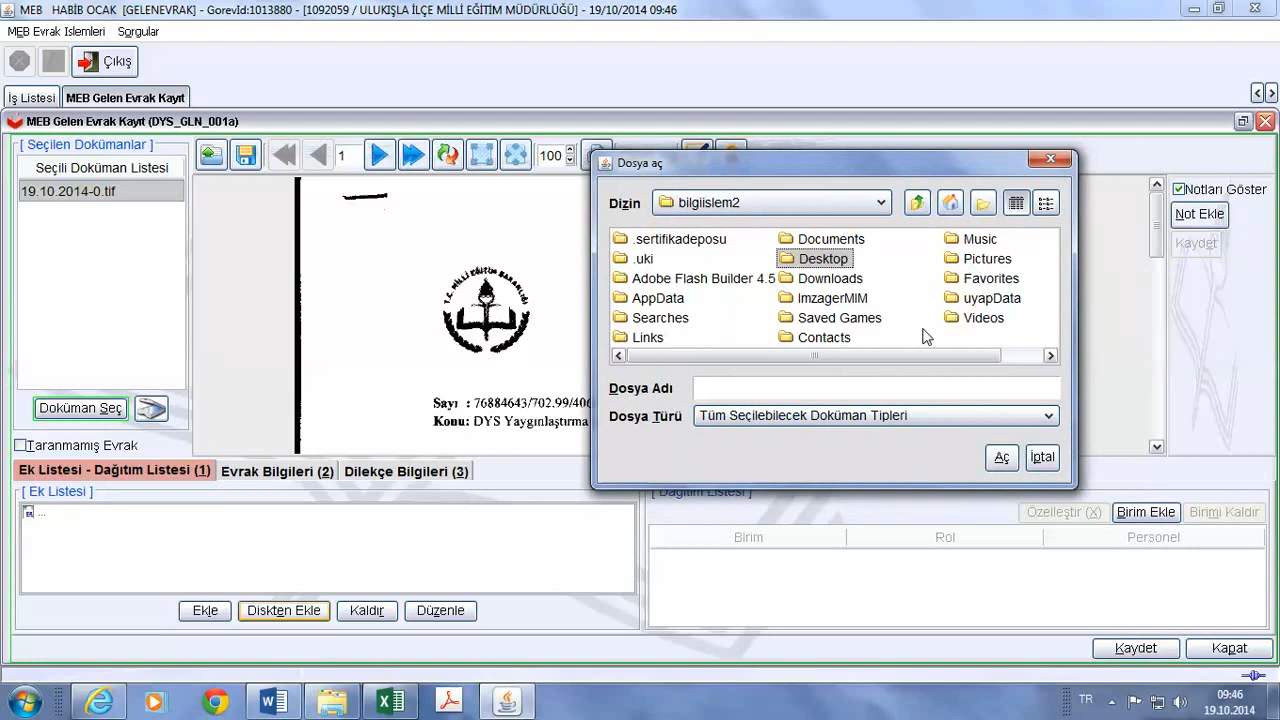 MEB HABİB OCAK [GELENEVRAK] - GorevId:1013880 - [1092059 / ULUKIŞLA İLÇE MİLLİ EĞİTİM MÜDÜRLÜĞÜ] - 19/10/2014 09:46
MEB Evrak Islemleri Sorgular
Çıkış
İş Listesi MEB Gelen Evrak Kayıt
MEB Gelen Evrak Kayıt (DYS_GLN_001a)
[ Seçilen Dokümanlar ]
Seçili Doküman Listesi
19.10.2014-0.tif
Doküman Seç
Taranmamış Evrak
1
100
T.C. MİLLİ EĞİTİM BAKANLIĞI
Sayı : 76884643/702.99/406
Konu: DYS Yaygınlaştırma
Notları Göster
Not Ekle
Kaydet
Dosya aç
Dizin bilgiislem2
.sertifikadeposu Documents Music
.uki Desktop Pictures
Adobe Flash Builder 4.5 Downloads Favorites
AppData ImzagerMIM uyapData
Searches Saved Games Videos
Links Contacts
Dosya Adı
Dosya Türü Tüm Seçilebilecek Doküman Tipleri
Aç İptal
Ek Listesi - Dağıtım Listesi (1) Evrak Bilgileri (2) Dilekçe Bilgileri (3)
[ Ek Listesi ]
...
Ekle Diskten Ekle Kaldır Düzenle
[ Dağıtım Listesi ]
Özelleştir (X) Birim Ekle Birimi Kaldır
Birim Rol Personel
Kaydet Kapat
TR
09:46
19.10.2014